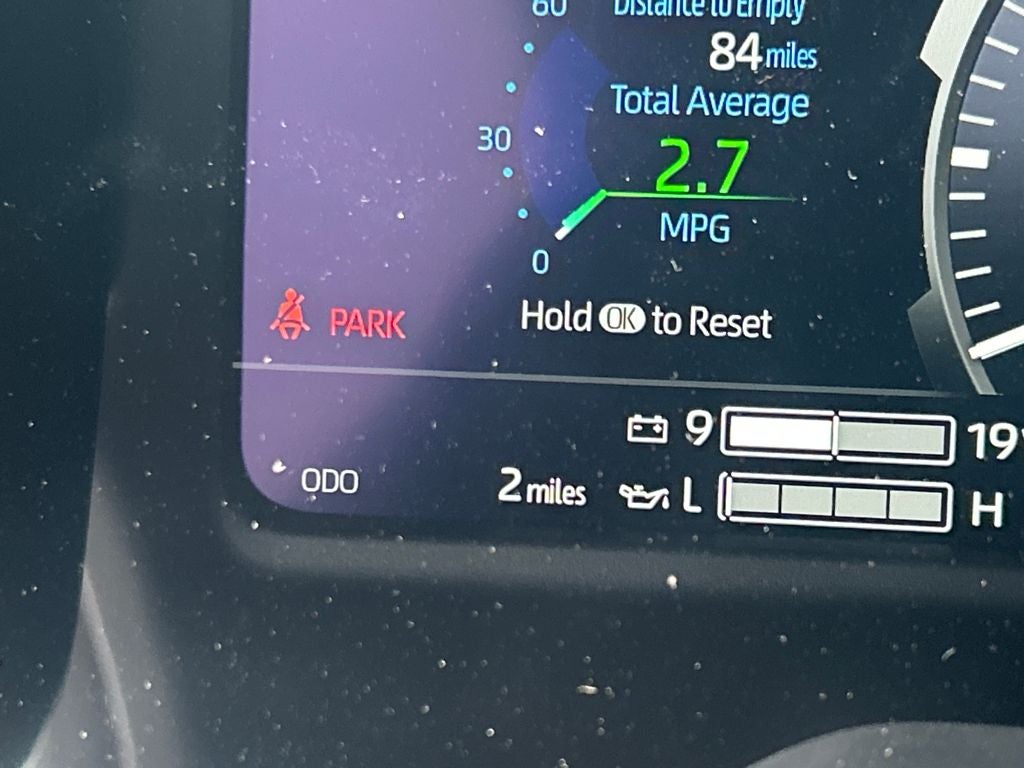 60
Distance to Empty
84 miles
Total Average
30
2.7
MPG
0
PARK
Hold OK to Reset
9
19
ODO
2 miles
L
H